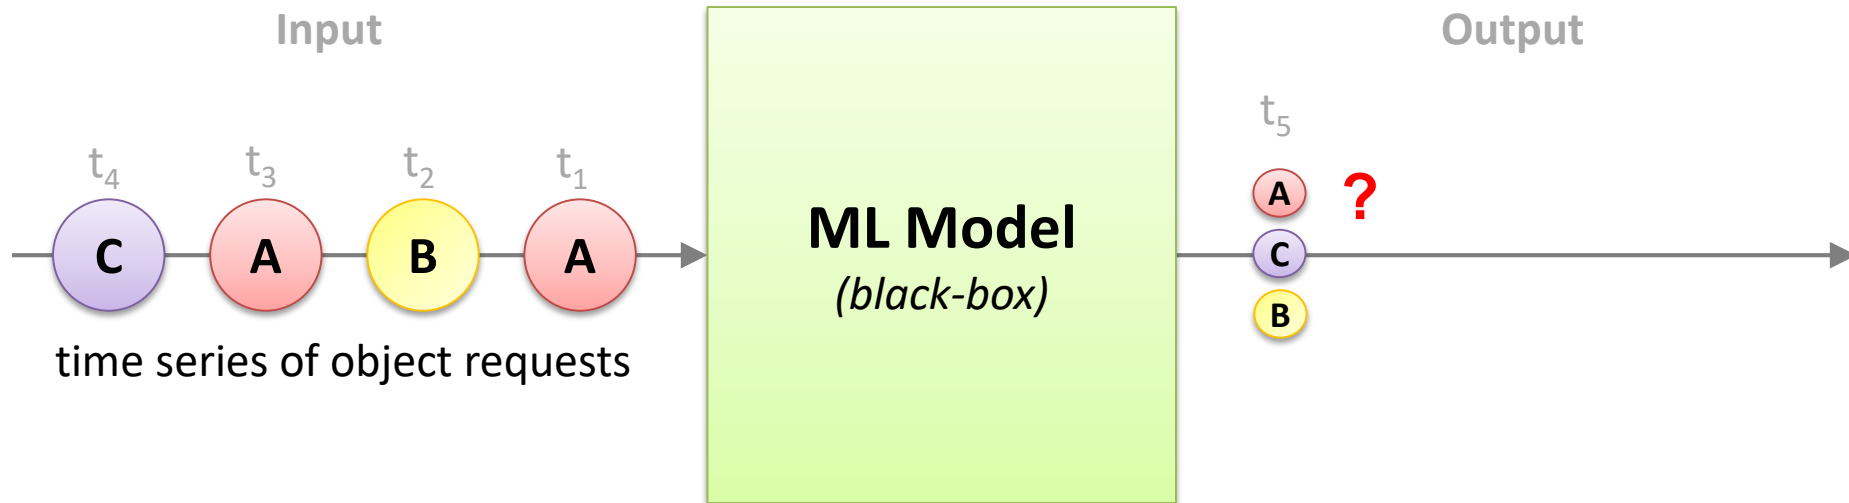 Input
t4 t3 t2 t1
C A B A
time series of object requests
ML Model
(black-box)
Output
t5
A ?
C
B